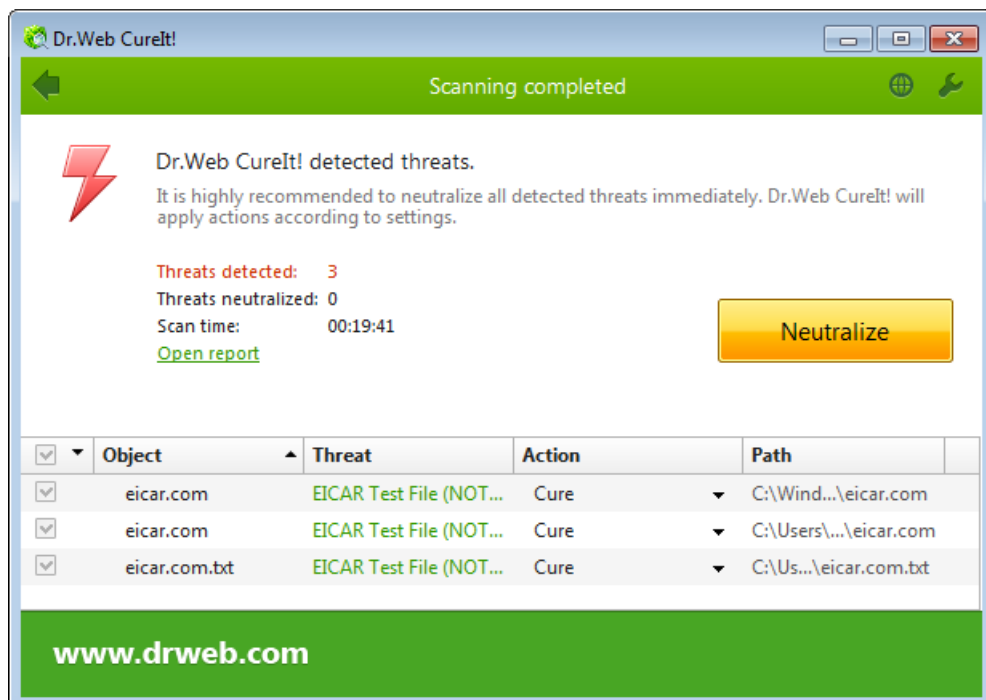 Dr.Web CureIt!
Scanning completed
Dr.Web CureIt! detected threats.
It is highly recommended to neutralize all detected threats immediately. Dr.Web CureIt! will
apply actions according to settings.
Threats detected: 3
Threats neutralized: 0
Scan time: 00:19:41
Open report
Neutralize
Object Threat Action Path
eicar.com EICAR Test File (NOT... Cure C:\Wind...\eicar.com
eicar.com EICAR Test File (NOT... Cure C:\Users\...\eicar.com
eicar.com.txt EICAR Test File (NOT... Cure C:\Us...\eicar.com.txt
www.drweb.com